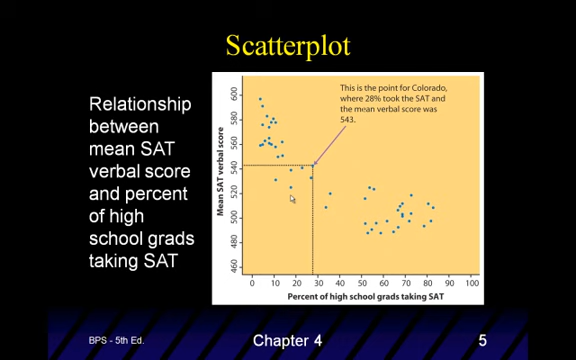 Scatterplot
Relationship
between
mean SAT
verbal score
and percent
of high
school grads
taking SAT
This is the point for Colorado,
where 28% took the SAT and
the mean verbal score was
543.
Mean SAT verbal score
600
580
560
540
520
500
480
460
0 10 20 30 40 50 60 70 80 90 100
Percent of high school grads taking SAT
BPS - 5th Ed.
Chapter 4
5